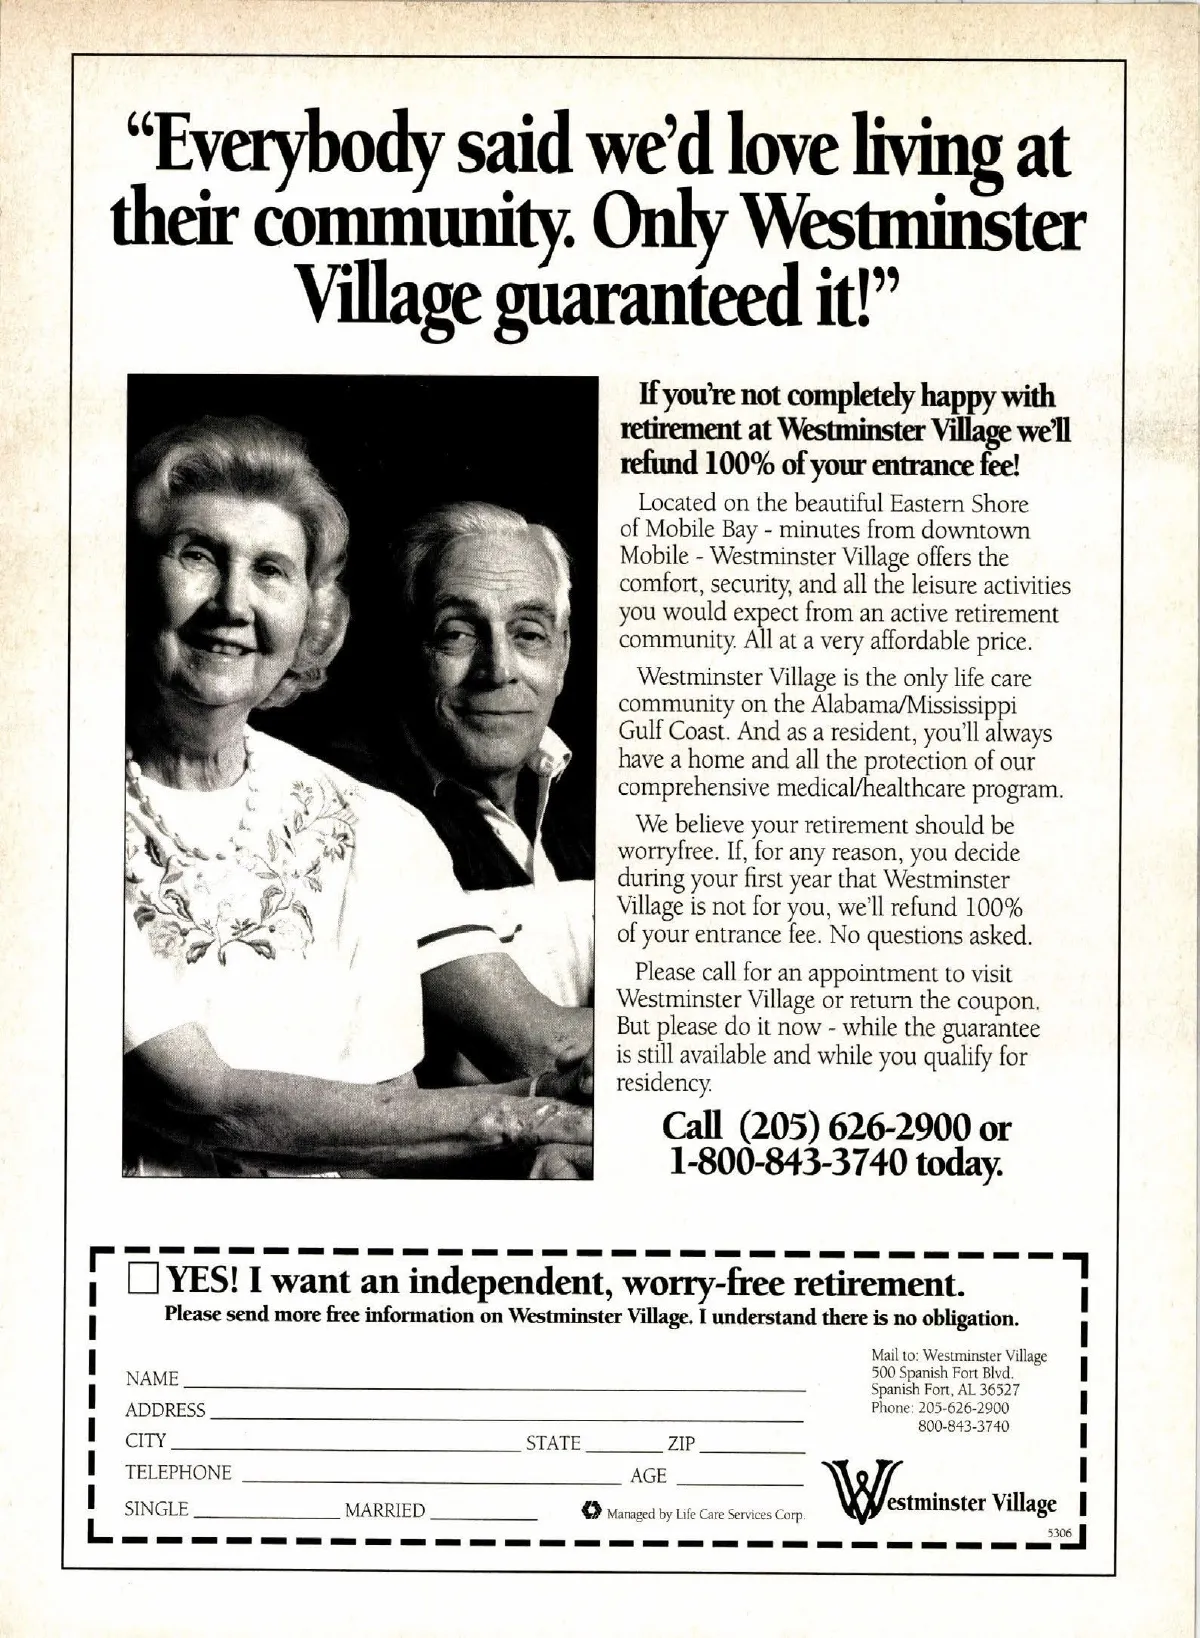 “Everybody said we’d love living at
their community. Only Westminster
Village guaranteed it!”
If you’re not completely happy with
retirement at Westminster Village we’ll
refund 100% of your entrance fee!
Located on the beautiful Eastern Shore
of Mobile Bay - minutes from downtown
Mobile - Westminster Village offers the
comfort, security, and all the leisure activities
you would expect from an active retirement
community. All at a very affordable price.
Westminster Village is the only life care
community on the Alabama/Mississippi
Gulf Coast. And as a resident, you’ll always
have a home and all the protection of our
comprehensive medical/healthcare program.
We believe your retirement should be
worryfree. If, for any reason, you decide
during your first year that Westminster
Village is not for you, we’ll refund 100%
of your entrance fee. No questions asked.
Please call for an appointment to visit
Westminster Village or return the coupon.
But please do it now - while the guarantee
is still available and while you qualify for
residency.
Call (205) 626-2900 or
1-800-843-3740 today.
YES! I want an independent, worry-free retirement.
Please send more free information on Westminster Village. I understand there is no obligation.
NAME
ADDRESS
CITY STATE ZIP
TELEPHONE AGE
SINGLE MARRIED
Managed by Life Care Services Corp.
Mail to: Westminster Village
500 Spanish Fort Blvd.
Spanish Fort, AL 36527
Phone: 205-626-2900
800-843-3740
Westminster Village
5306